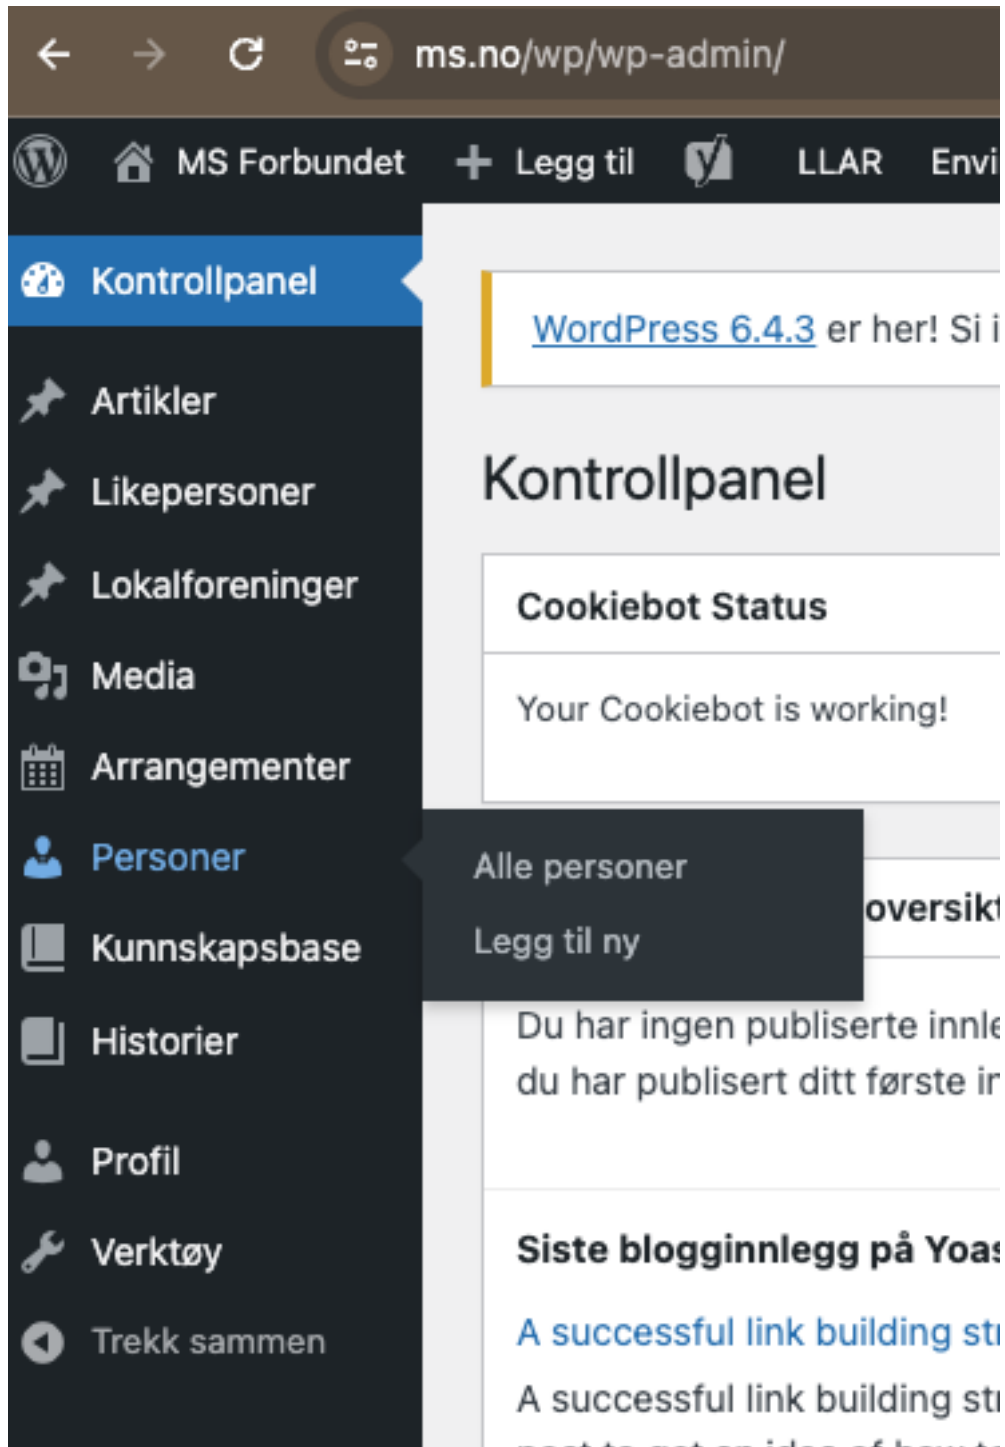 ms.no/wp/wp-admin/
MS Forbundet
Legg til
LLAR
Kontrollpanel
Artikler
Likepersoner
Lokalforeninger
Media
Arrangementer
Personer
Alle personer
Legg til ny
Kunnskapsbase
Historier
Profil
Verktøy
Trekk sammen
WordPress 6.4.3 er her! Si
Kontrollpanel
Cookiebot Status
Your Cookiebot is working!
Du har ingen publiserte
du har publisert ditt første
Siste blogginnlegg på
A successful link building
A successful link building